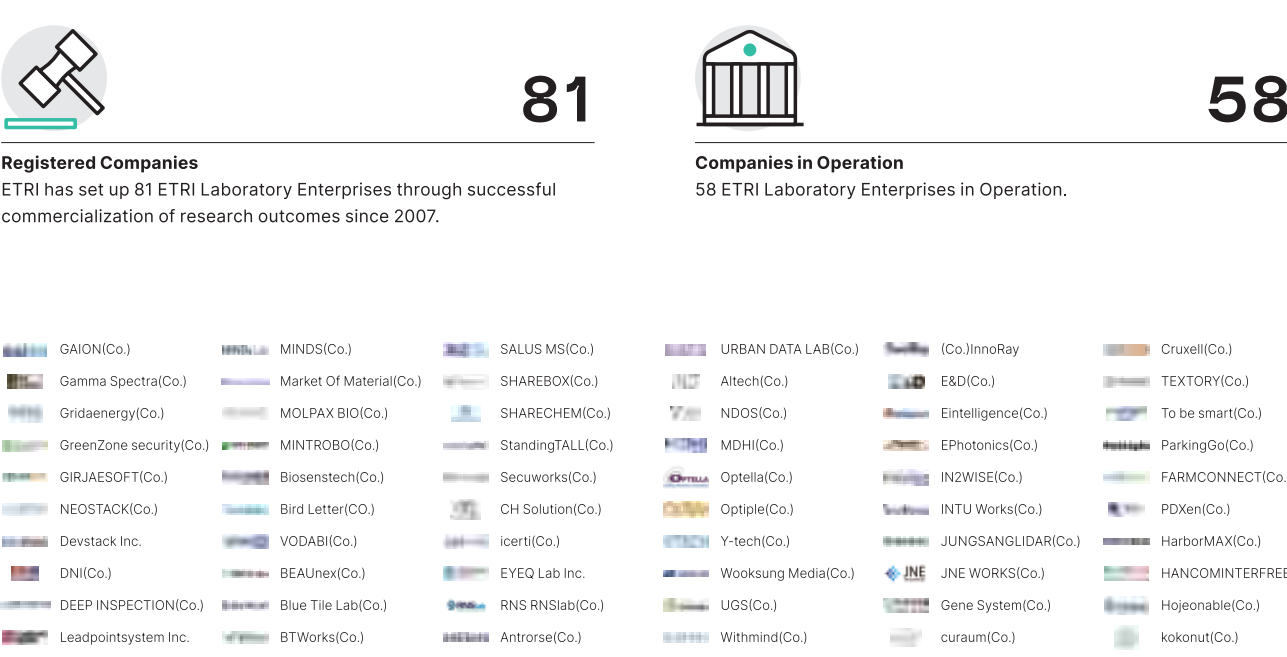 81
Registered Companies
ETRI has set up 81 ETRI Laboratory Enterprises through successful
commercialization of research outcomes since 2007.
58
Companies in Operation
58 ETRI Laboratory Enterprises in Operation.
GAION(Co.)
Gamma Spectra(Co.)
Gridaenergy(Co.)
GreenZone security(Co.)
GIRJAESOFT(Co.)
NEOSTACK(Co.)
Devstack Inc.
DNI(Co.)
DEEP INSPECTION(Co.)
Leadpointsystem Inc.
MINDS(Co.)
Market Of Material(Co.)
MOLPAX BIO(Co.)
MINTROBO(Co.)
Biosenstech(Co.)
Bird Letter(CO.)
VODABI(Co.)
BEAUnex(Co.)
Blue Tile Lab(Co.)
BTWorks(Co.)
SALUS MS(Co.)
SHAREBOX(Co.)
SHARECHEM(Co.)
StandingTALL(Co.)
Secuworks(Co.)
CH Solution(Co.)
icerti(Co.)
EYEQ Lab Inc.
RNS RNSlab(Co.)
Antrorse(Co.)
URBAN DATA LAB(Co.)
Altech(Co.)
NDOS(Co.)
MDHI(Co.)
OPTELLA Optella(Co.)
Optiple(Co.)
Y-tech(Co.)
Wooksung Media(Co.)
UGS(Co.)
Withmind(Co.)
(Co.)InnoRay
E&D(Co.)
Eintelligence(Co.)
EPhotonics(Co.)
IN2WISE(Co.)
INTU Works(Co.)
JUNGSANGLIDAR(Co.)
JNE JNE WORKS(Co.)
Gene System(Co.)
curaum(Co.)
Cruxell(Co.)
TEXTORY(Co.)
To be smart(Co.)
ParkingGo(Co.)
FARMCONNECT(Co.
PDXen(Co.)
HarborMAX(Co.)
HANCOMINTERFREE
Hojeonable(Co.)
kokonut(Co.)